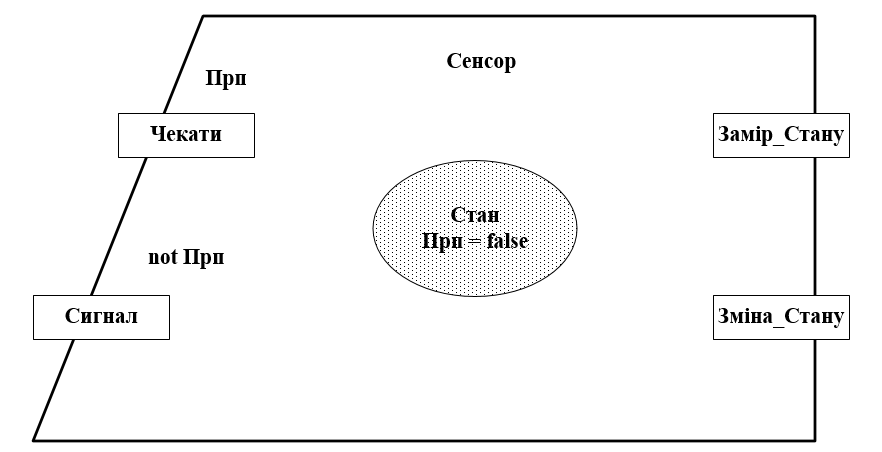 Сенсор
Прп
Чекати
Замір_Стану
Стан
Прп = false
not Прп
Сигнал
Зміна_Стану